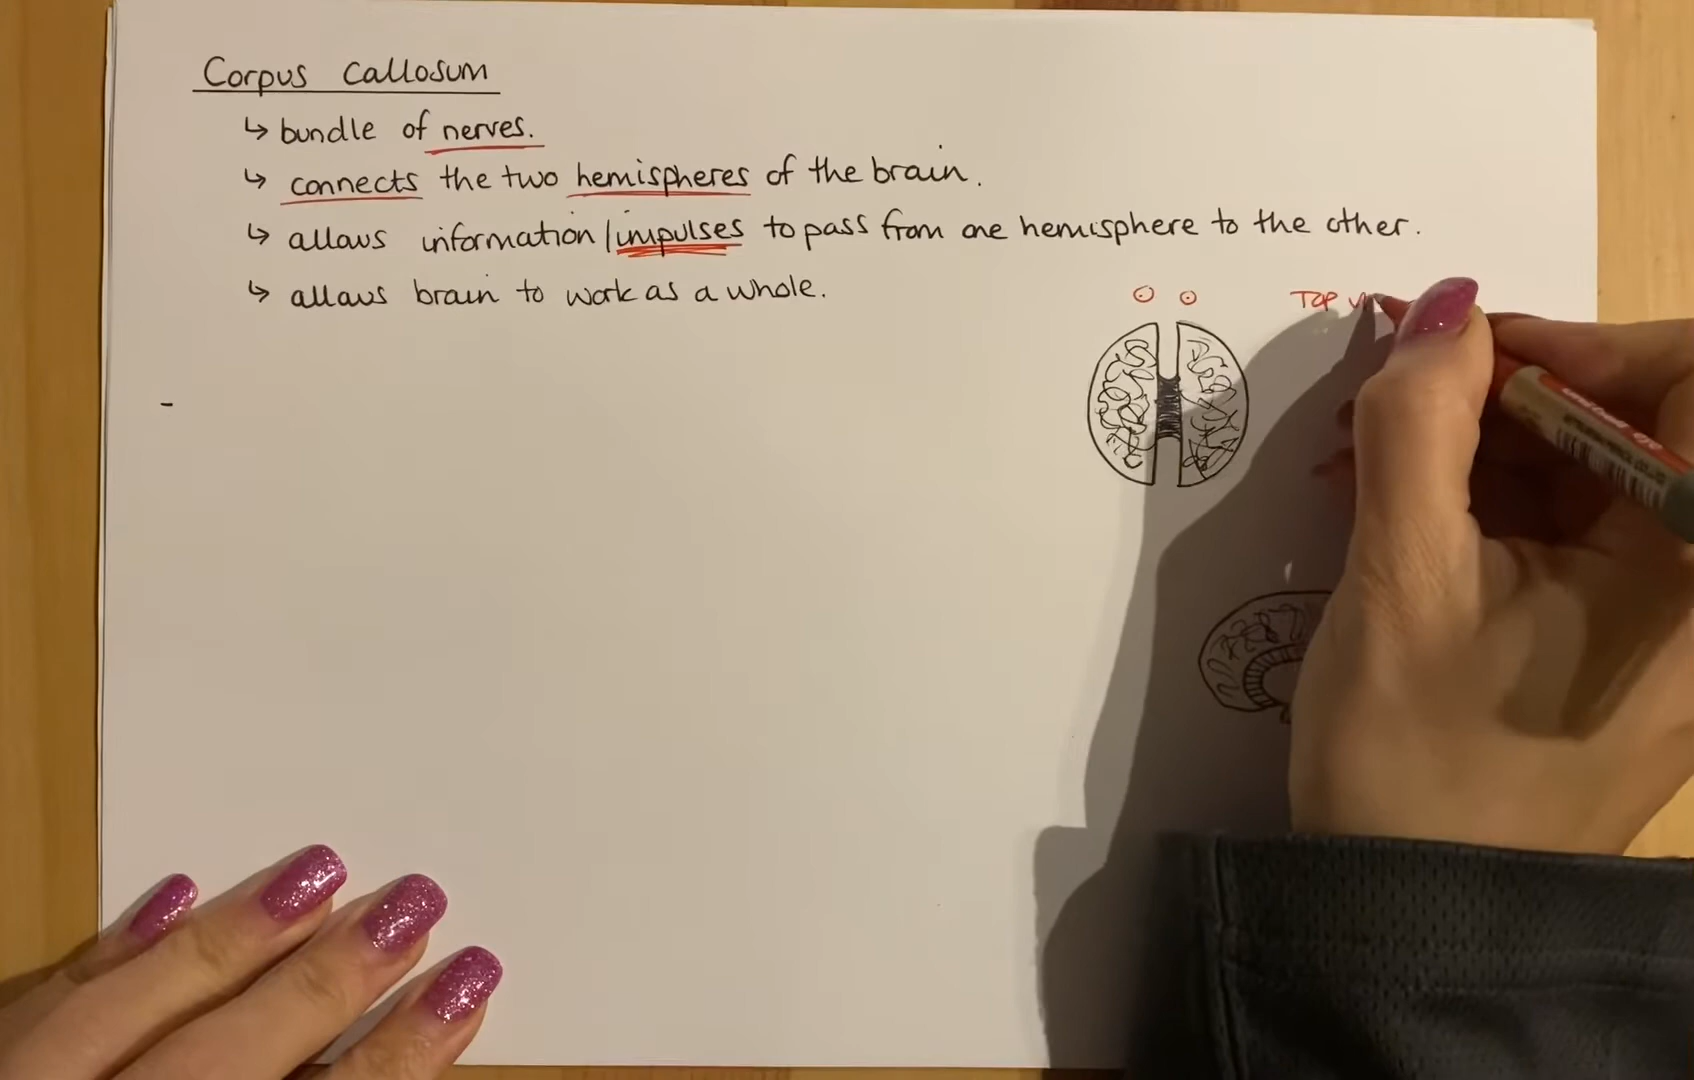 Corpus Callosum
↳ bundle of nerves.
↳ connects the two hemispheres of the brain.
↳ allows information/impulses to pass from one hemisphere to the other.
↳ allows brain to work as a whole.
TOP
-